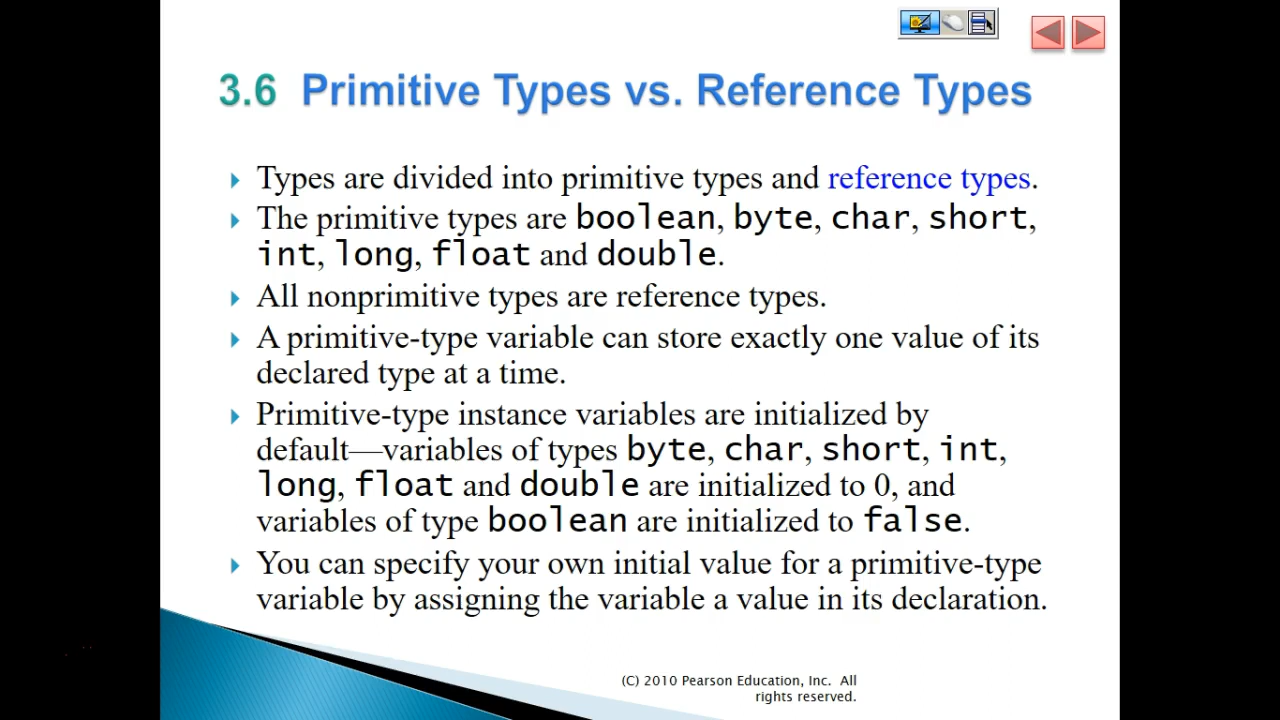 3.6 Primitive Types vs. Reference Types
Types are divided into primitive types and reference types.
The primitive types are boolean, byte, char, short,
int, long, float and double.
All nonprimitive types are reference types.
A primitive-type variable can store exactly one value of its
declared type at a time.
Primitive-type instance variables are initialized by
default—variables of types byte, char, short, int,
long, float and double are initialized to 0, and
variables of type boolean are initialized to false.
You can specify your own initial value for a primitive-type
variable by assigning the variable a value in its declaration.
(C) 2010 Pearson Education, Inc. All
rights reserved.